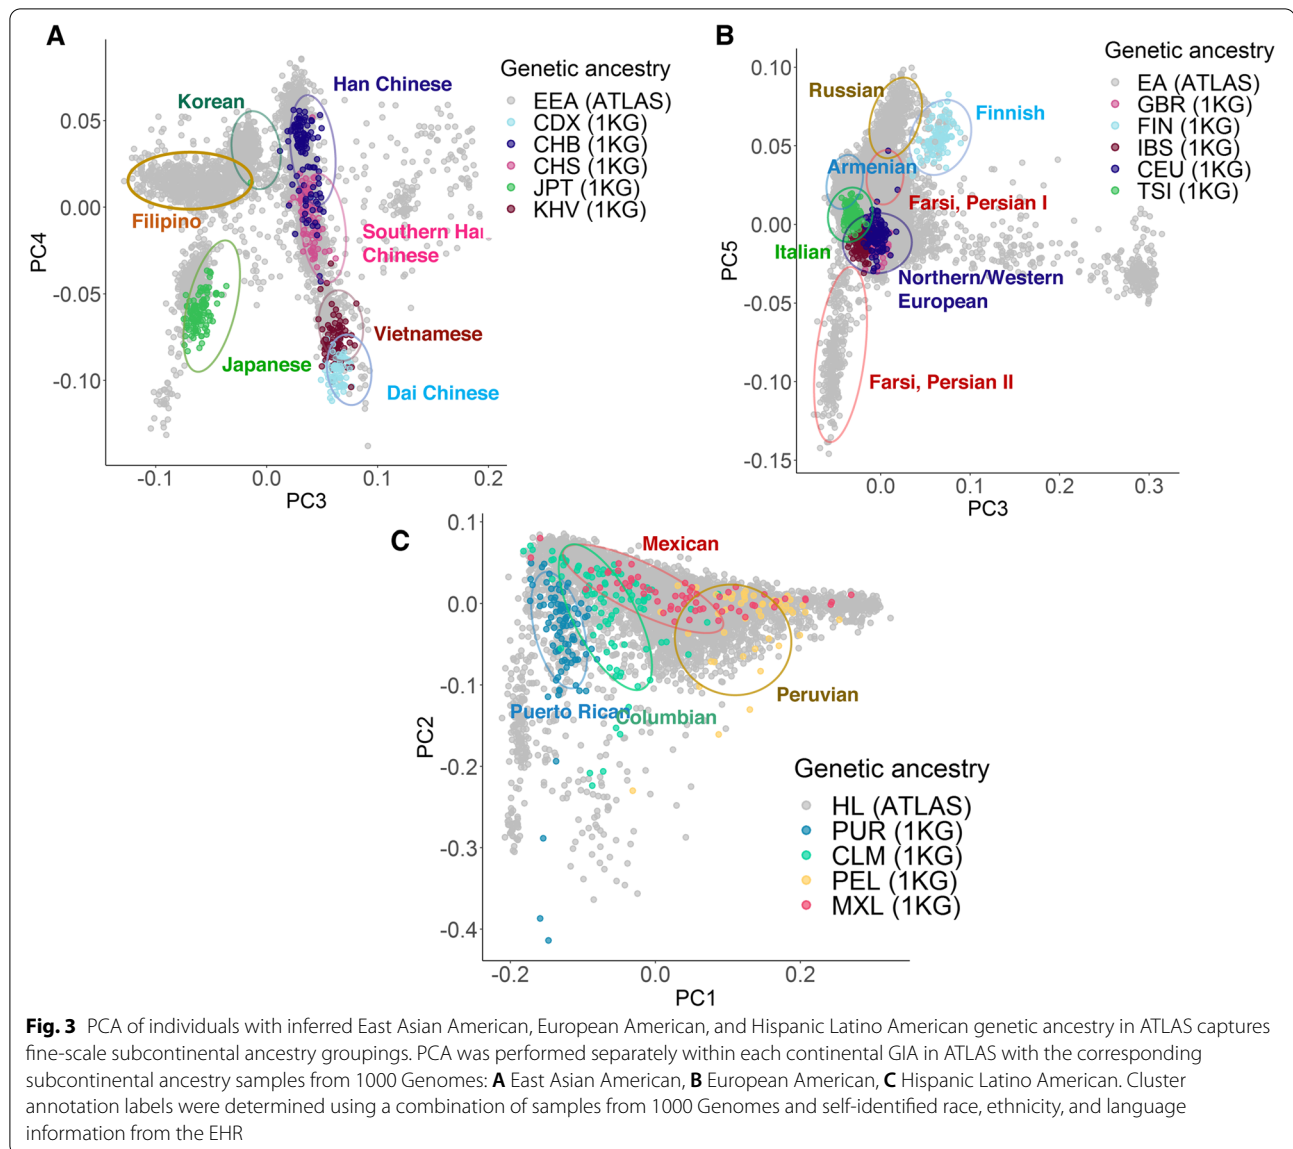 A
Genetic ancestry
EEA (ATLAS)
CDX (1KG)
CHB (1KG)
CHS (1KG)
JPT (1KG)
KHV (1KG)
Han Chinese
Korean
Filipino
Southern Ha
Chinese
Vietnamese
Japanese
Dai Chinese
0.05
0.00
-0.05
-0.10
PC4
-0.1
0.0
0.1
0.2
PC3
B
Genetic ancestry
EA (ATLAS)
GBR (1KG)
FIN (1KG)
IBS (1KG)
CEU (1KG)
TSI (1KG)
Russian
Finnish
Armenian
Farsi, Persian I
Italian
Northern/Western
European
Farsi, Persian II
0.10
0.05
0.00
-0.05
-0.10
-0.15
PC5
0.0
0.1
0.2
0.3
PC3
C
Mexican
Puerto Rican
Columbian
Peruvian
Genetic ancestry
HL (ATLAS)
PUR (1KG)
CLM (1KG)
PEL (1KG)
MXL (1KG)
0.1
0.0
-0.1
-0.2
-0.3
-0.4
PC2
-0.2
0.0
0.2
PC1
Fig. 3 PCA of individuals with inferred East Asian American, European American, and Hispanic Latino American genetic ancestry in ATLAS captures
fine-scale subcontinental ancestry groupings. PCA was performed separately within each continental GIA in ATLAS with the corresponding
subcontinental ancestry samples from 1000 Genomes: A East Asian American, B European American, C Hispanic Latino American. Cluster
annotation labels were determined using a combination of samples from 1000 Genomes and self-identified race, ethnicity, and language
information from the EHR